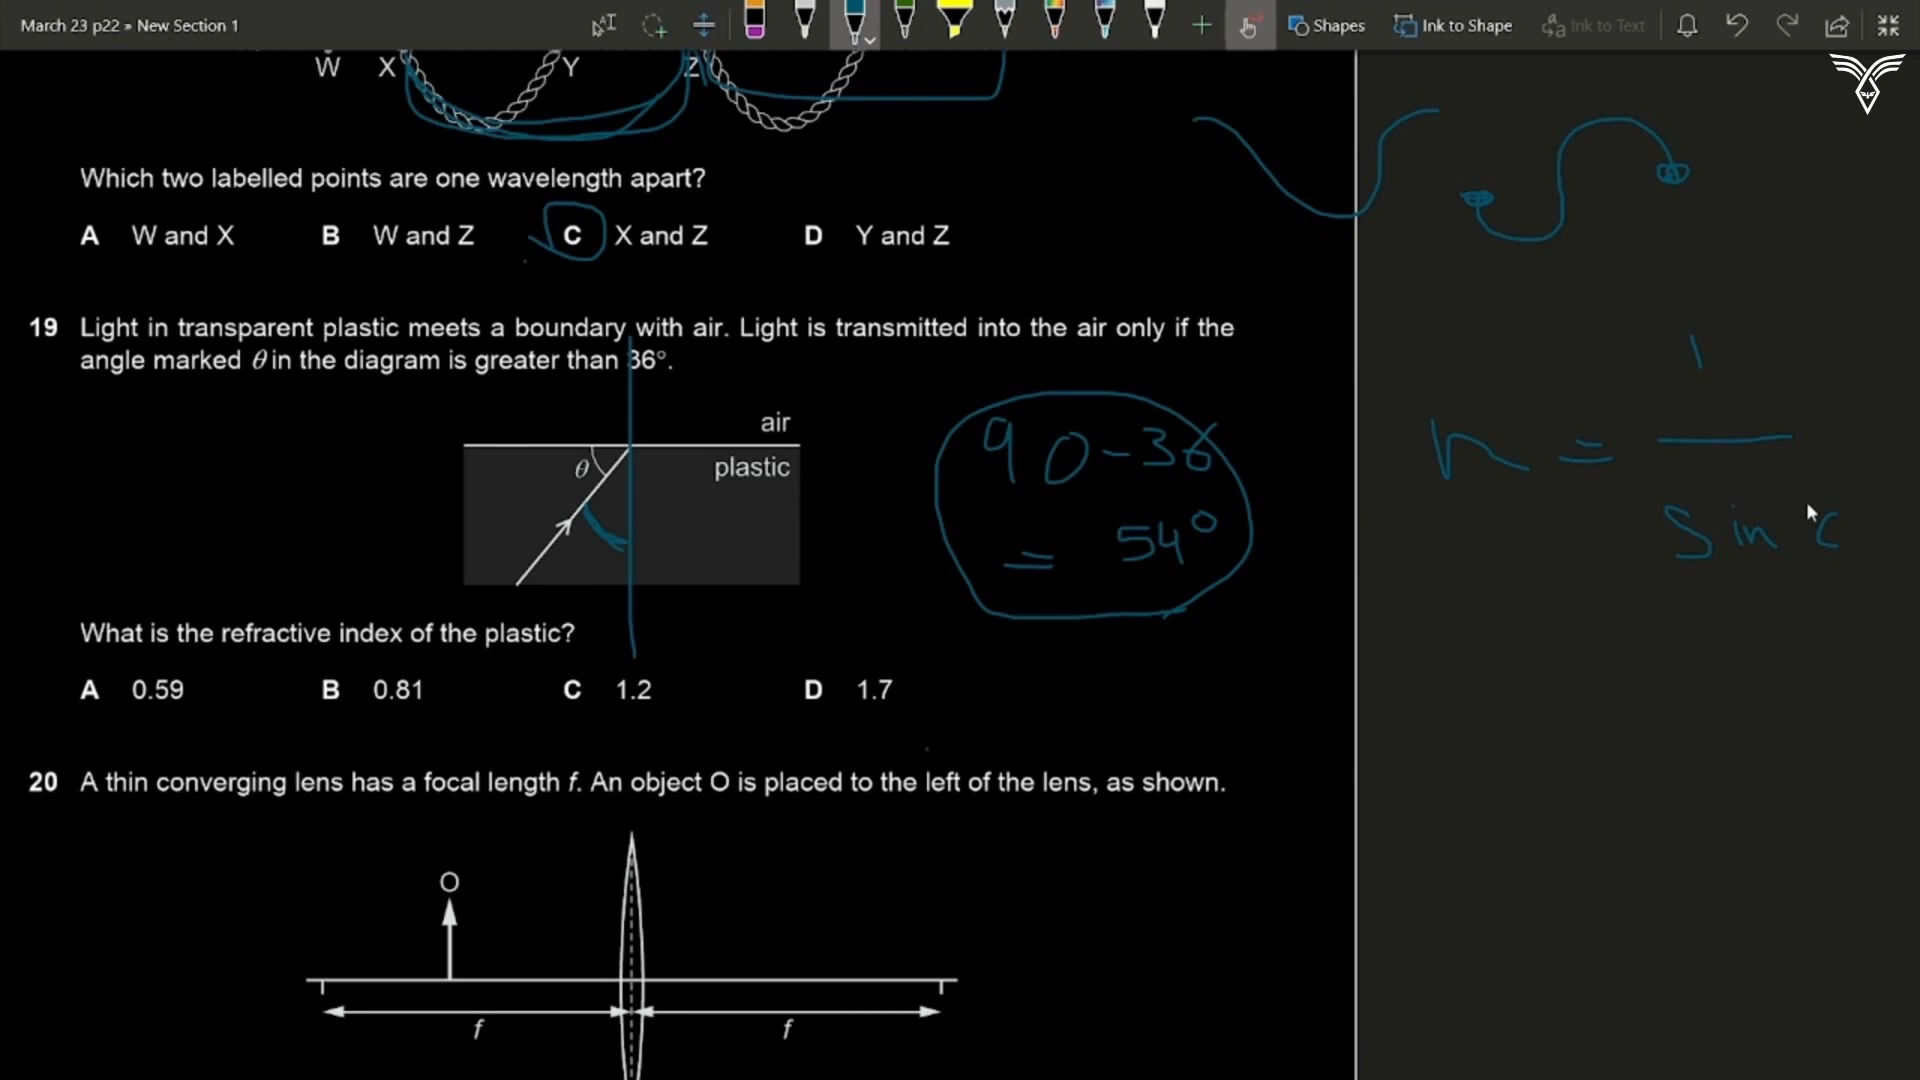 March 23 p22 » New Section 1
Shapes
Ink to Shape
Ink to Text
W X Y Z
Which two labelled points are one wavelength apart?
A W and X B W and Z C X and Z D Y and Z
19 Light in transparent plastic meets a boundary with air. Light is transmitted into the air only if the
angle marked θ in the diagram is greater than 36°.
air
θ
plastic
90-36
= 54°
n = 1
sin c
What is the refractive index of the plastic?
A 0.59 B 0.81 C 1.2 D 1.7
20 A thin converging lens has a focal length f. An object O is placed to the left of the lens, as shown.
O
f f